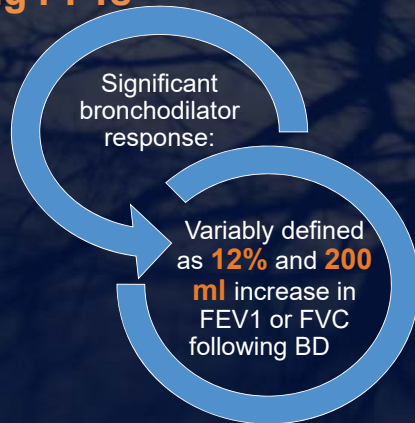 Significant
bronchodilator
response:
Variably defined
as 12% and 200
ml increase in
FEV1 or FVC
following BD